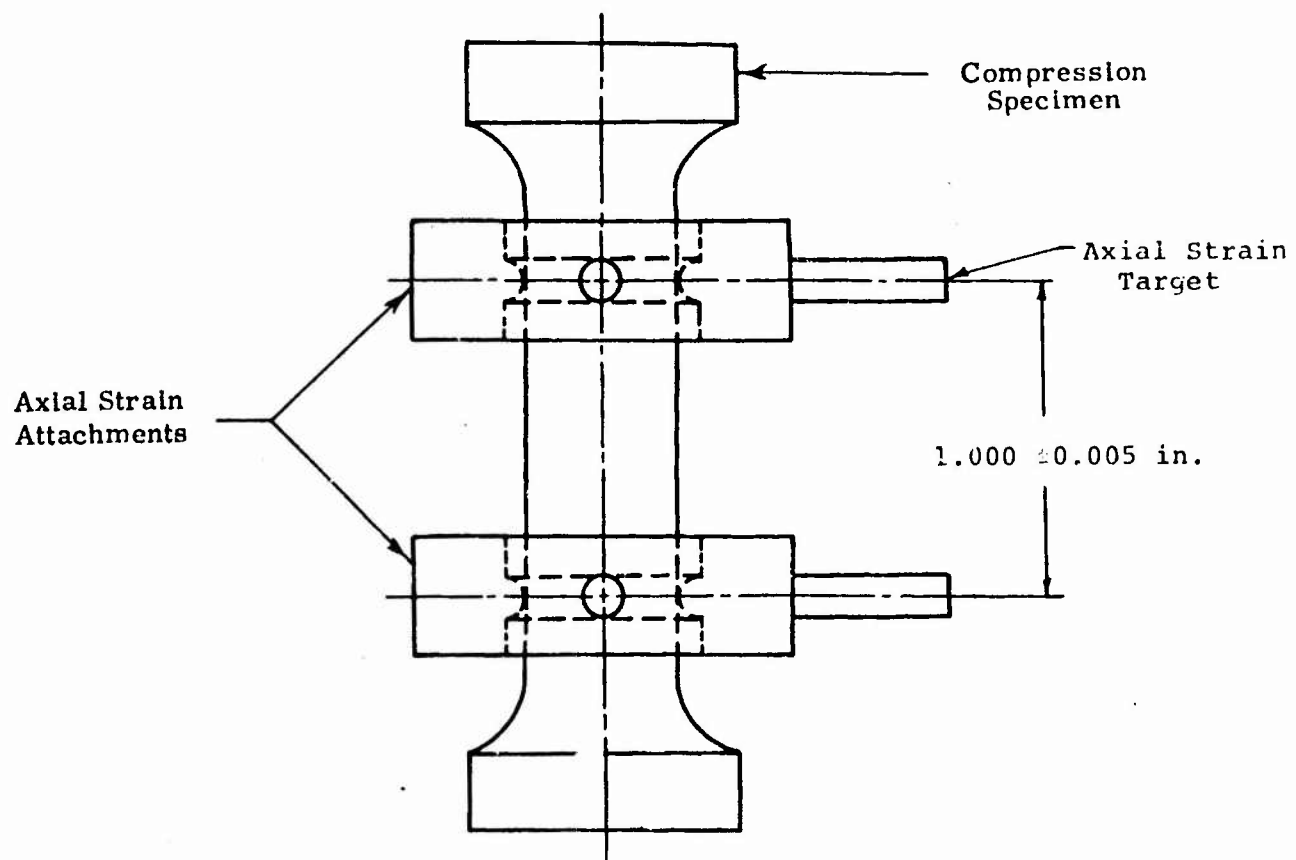 Compression
Specimen
Axial Strain
Target
Axial Strain
Attachments
1.000 ±0.005 in.